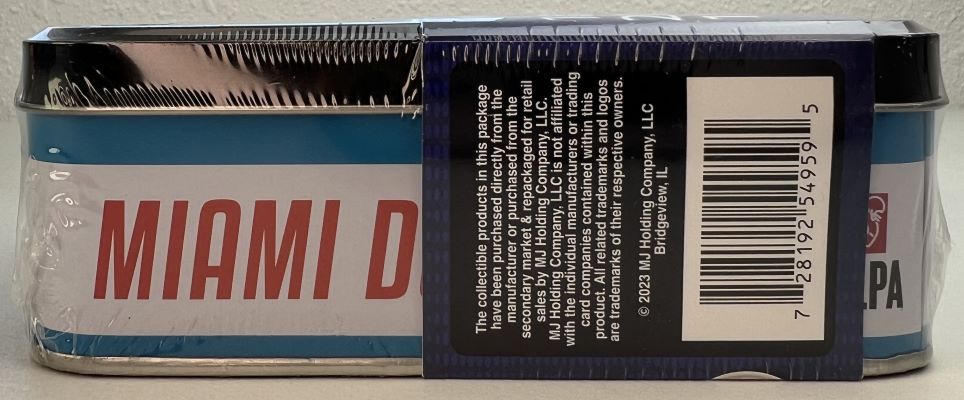 MIAMI D
The collectible products in this package
have been purchased directly from the
manufacturer or purchased from the
secondary market & repackaged for retail
sales by MJ Holding Company, LLC.
MJ Holding Company, LLC is not affiliated
with the individual manufacturers or trading
card companies contained within this
product. All related trademarks and logos
are trademarks of their respective owners.
© 2023 MJ Holding Company, LLC
Bridgeview, IL
7 28192 54959 5
LPA